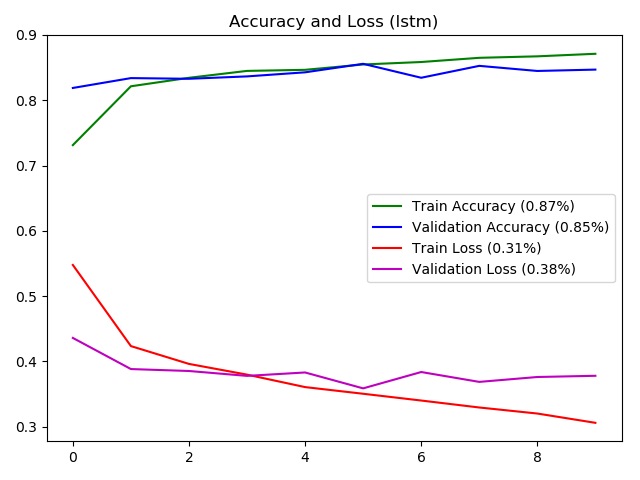 Accuracy and Loss (lstm)
0.9
0.8
0.7
0.6
0.5
0.4
0.3
Train Accuracy (0.87%)
Validation Accuracy (0.85%)
Train Loss (0.31%)
Validation Loss (0.38%)
0 2 4 6 8